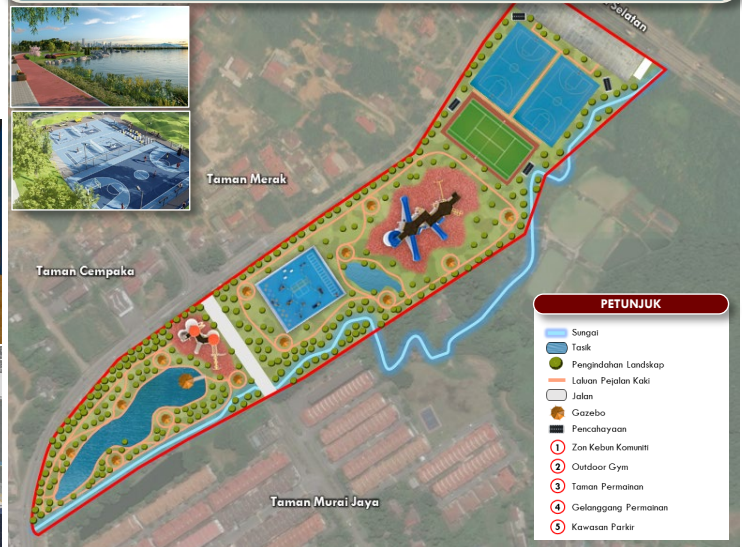 Selatan
Taman Merak
Taman Cempaka
Taman Murai Jaya
PETUNJUK
Sungai
Tasik
Pengindahan Landskap
Laluan Pejalan Kaki
Jalan
Gazebo
Pencahayaan
1 Zon Kebun Komuniti
2 Outdoor Gym
3 Taman Permainan
4 Gelanggang Permainan
5 Kawasan Parkir